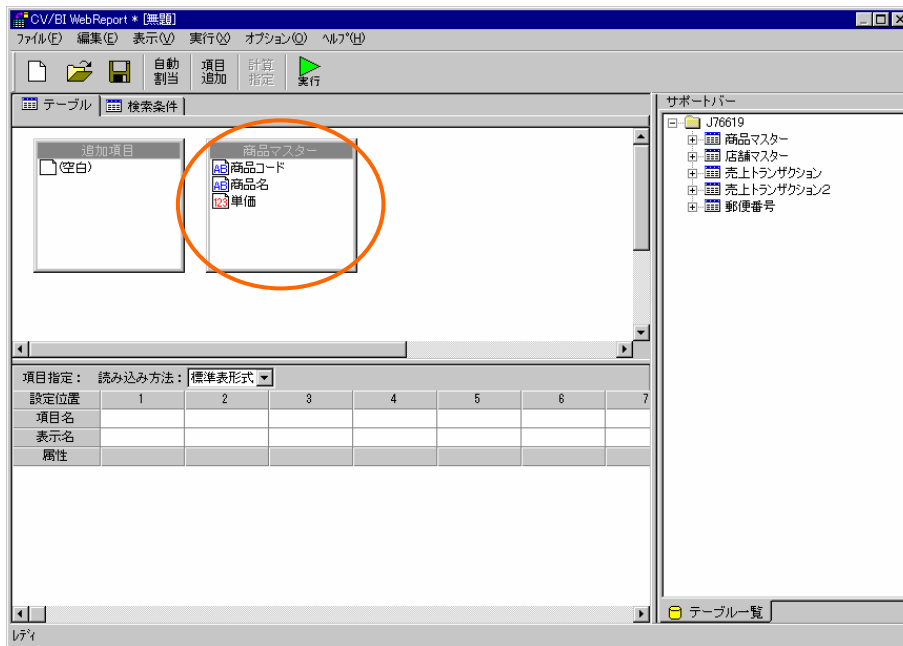 CV/BI WebReport * [無題]
ファイル(F) 編集(E) 表示(V) 実行(X) オプション(O) ヘルプ(H)
自動割当 項目追加 計算指定 実行
テーブル 検索条件
追加項目
(空白)
商品マスター
AB 商品コード
AB 商品名
123 単価
項目指定： 読み込み方法： 標準表形式
設定位置 1 2 3 4 5 6 7
項目名
表示名
属性
サポートバー
J76619
商品マスター
店舗マスター
売上トランザクション
売上トランザクション2
郵便番号
テーブル一覧
レディ